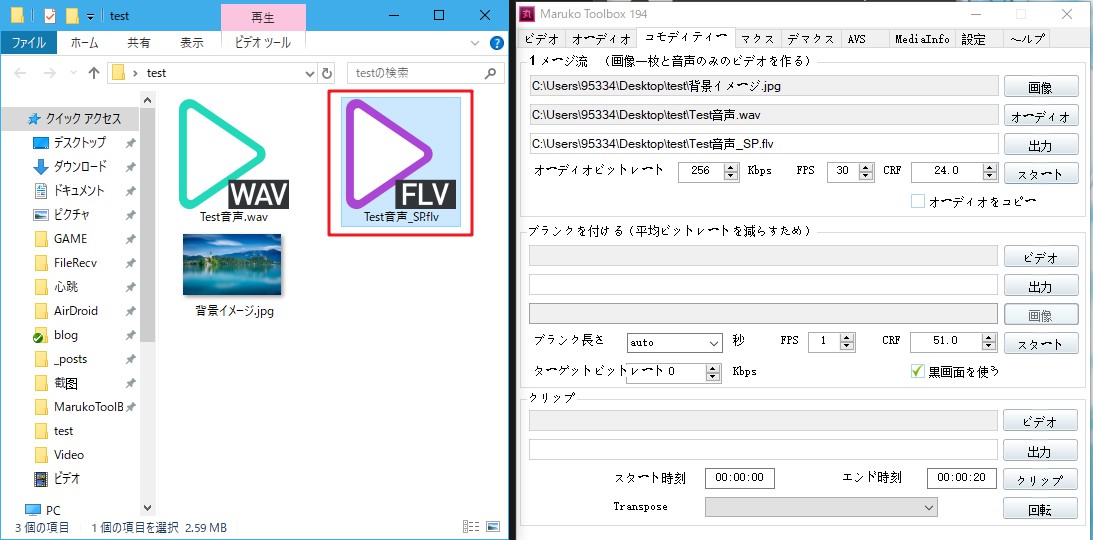 test
再生
ファイル
ホーム
共有
表示
ビデオ ツール
test
testの検索
クイック アクセス
デスクトップ
ダウンロード
ドキュメント
ピクチャ
GAME
FileRecv
心跳
AirDroid
blog
_posts
截图
MarukoToolB
test
Video
ビデオ
PC
WAV
Test音声.wav
FLV
Test音声_SP.flv
背景イメージ.jpg
3 個の項目
1 個の項目を選択 2.59 MB
丸
Maruko Toolbox 194
ビデオ
オーディオ
コモディティー
マクス
デマクス
AVS
MediaInfo
設定
ヘルプ
1メージ流 (画像一枚と音声のみのビデオを作る)
C:\Users\95334\Desktop\test\背景イメージ.jpg
画像
C:\Users\95334\Desktop\test\Test音声.wav
オーディオ
C:\Users\95334\Desktop\test\Test音声_SP.flv
出力
オーディオビットレート 256 Kbps FPS 30 CRF 24.0 スタート
オーディオをコピー
ブランクを付ける(平均ビットレートを減らすため)
ビデオ
出力
画像
ブランク長さ auto 秒 FPS 1 CRF 51.0 スタート
ターゲットビットレート 0 Kbps 黒画面を使う
クリップ
ビデオ
出力
スタート時刻 00:00:00 エンド時刻 00:00:20 クリップ
Transpose 回転